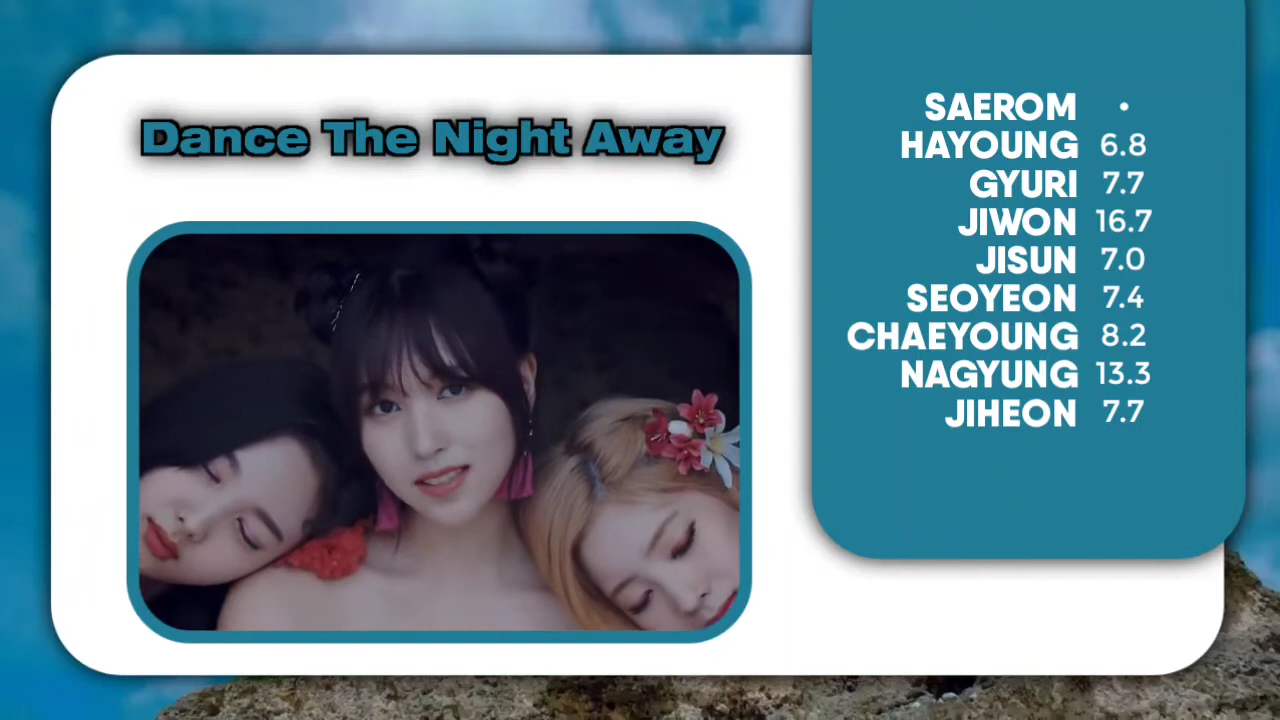 Dance The Night Away
SAEROM •
HAYOUNG 6.8
GYURI 7.7
JIWON 16.7
JISUN 7.0
SEOYEON 7.4
CHAEYOUNG 8.2
NAGYUNG 13.3
JIHEON 7.7